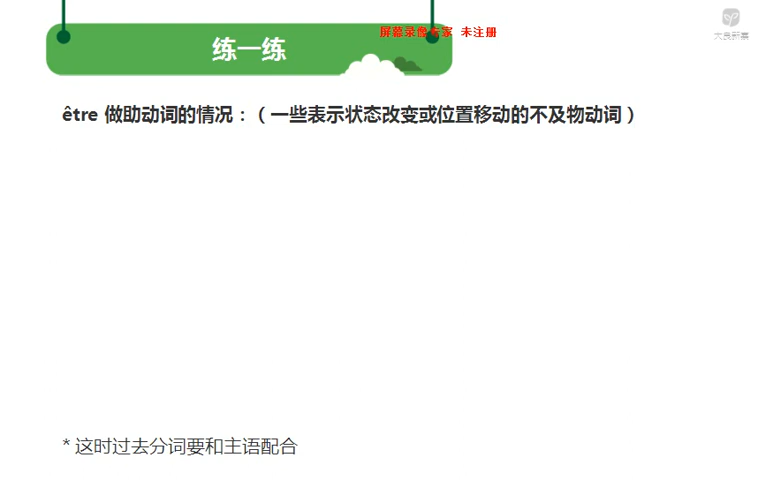 屏幕录像专家 未注册
练一练
être 做助动词的情况：（一些表示状态改变或位置移动的不及物动词）
* 这时过去分词要和主语配合